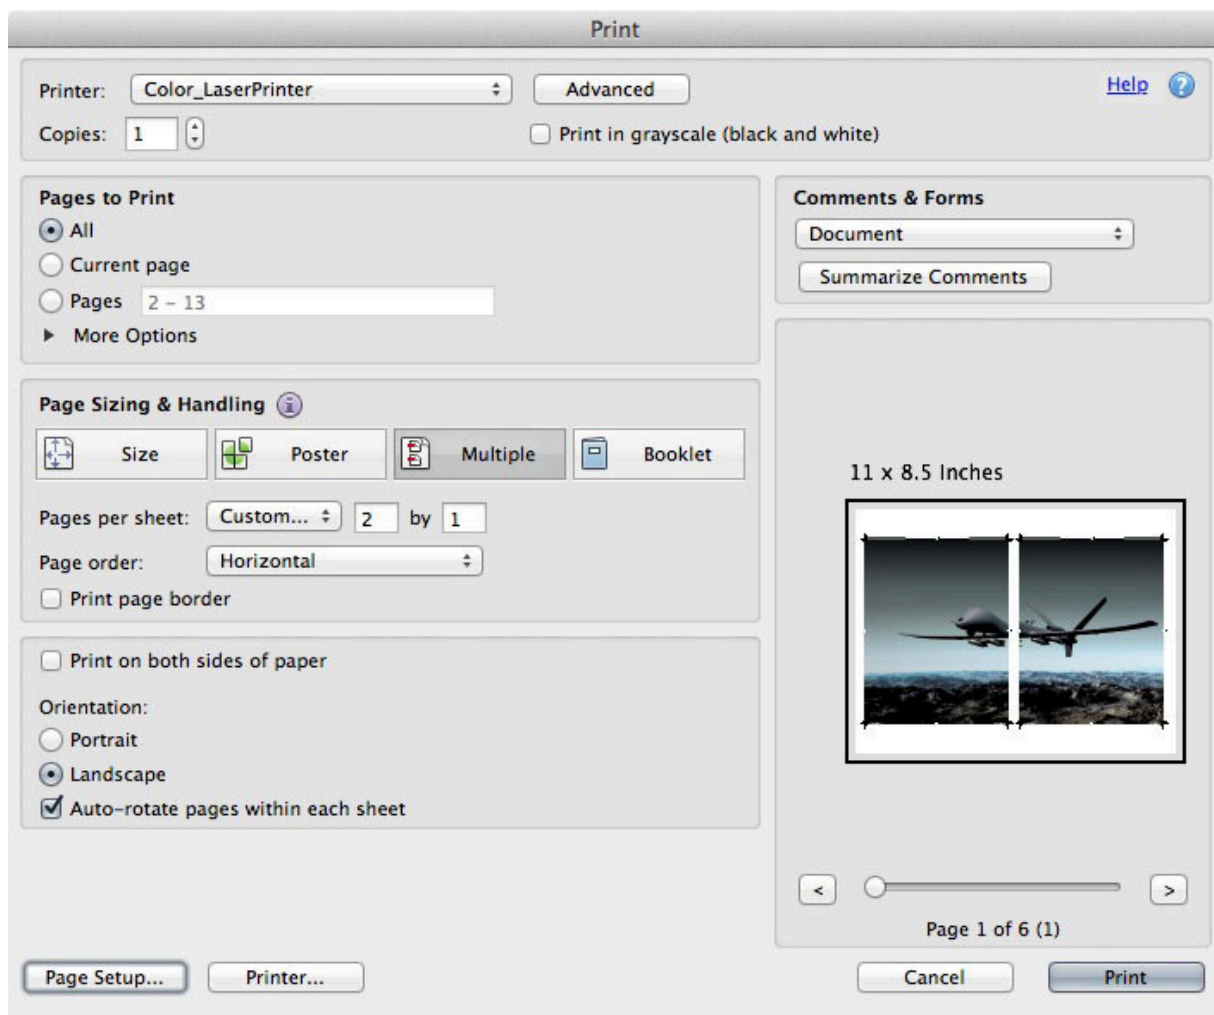 Print
Printer: Color_LaserPrinter Advanced Help ?
Copies: 1 Print in grayscale (black and white)
Pages to Print
All
Current page
Pages 2 – 13
More Options
Comments & Forms
Document
Summarize Comments
Page Sizing & Handling i
Size Poster Multiple Booklet
Pages per sheet: Custom... 2 by 1
Page order: Horizontal
Print page border
Print on both sides of paper
Orientation:
Portrait
Landscape
Auto-rotate pages within each sheet
11 x 8.5 Inches
< >
Page 1 of 6 (1)
Page Setup... Printer... Cancel Print